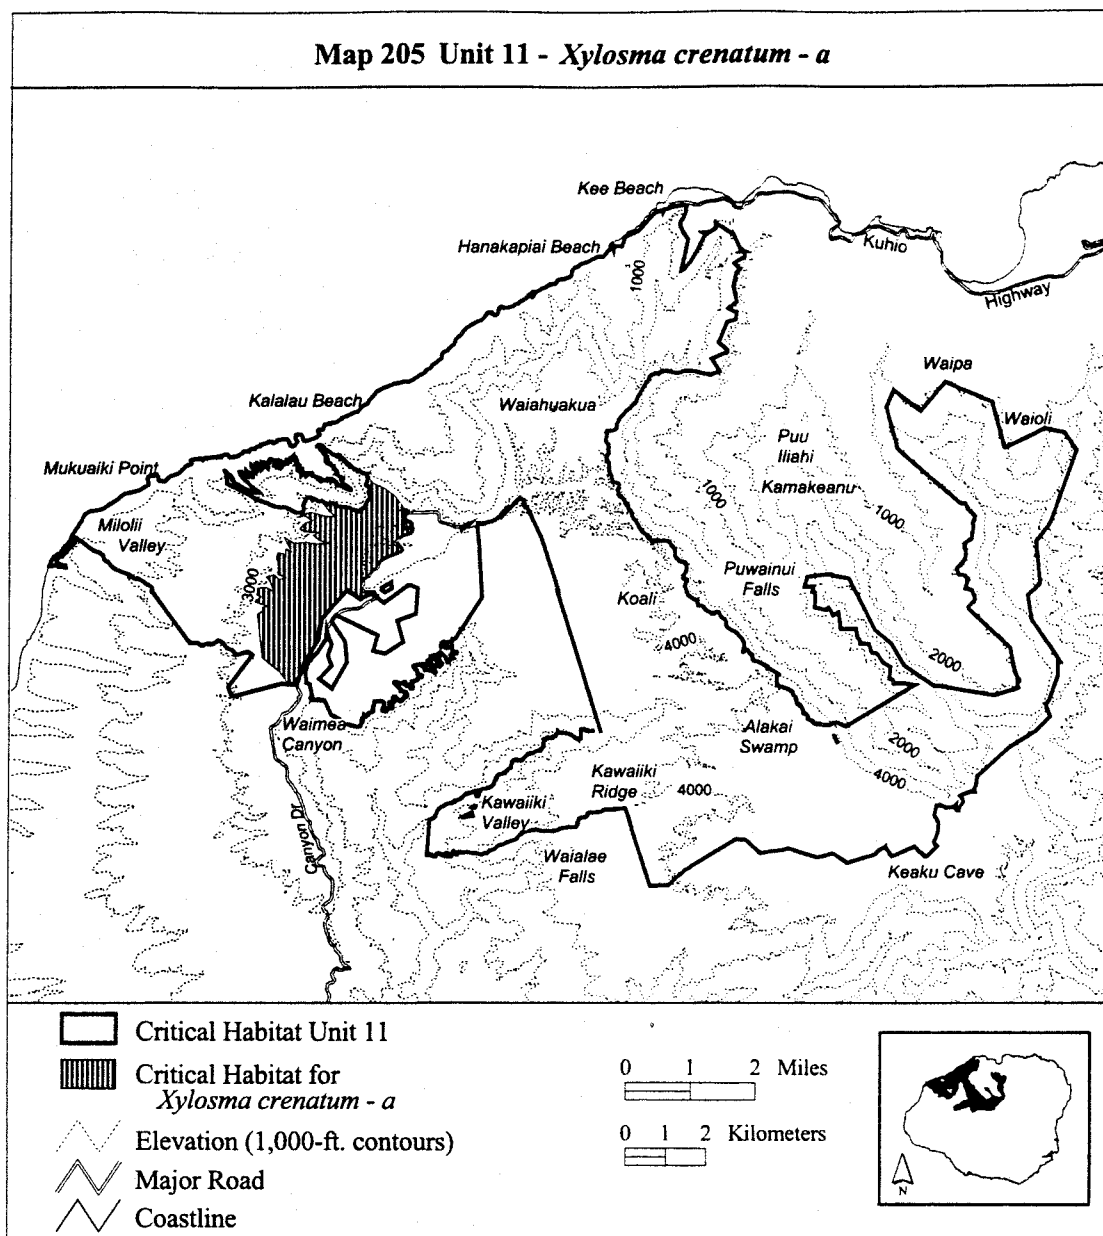 Map 205 Unit 11 - Xylosma crenatum - a
Kee Beach
Hanakapiai Beach
Kuhio
Highway
1000
Waipa
Waioli
Kalalau Beach
Waiahuakua
Puu
Iliahi
Kamakeanu
Mukuaiki Point
1000
1000
Milolii
Valley
Puwainui
Falls
3000
Koali
4000
2000
Waimea
Canyon
Alakai
Swamp
2000
4000
Kawaiiki
Ridge
4000
Kawaiiki
Valley
Canyon Dr
Waialae
Falls
Keaku Cave
Critical Habitat Unit 11
Critical Habitat for
Xylosma crenatum - a
Elevation (1,000-ft. contours)
Major Road
Coastline
0 1 2 Miles
0 1 2 Kilometers
N